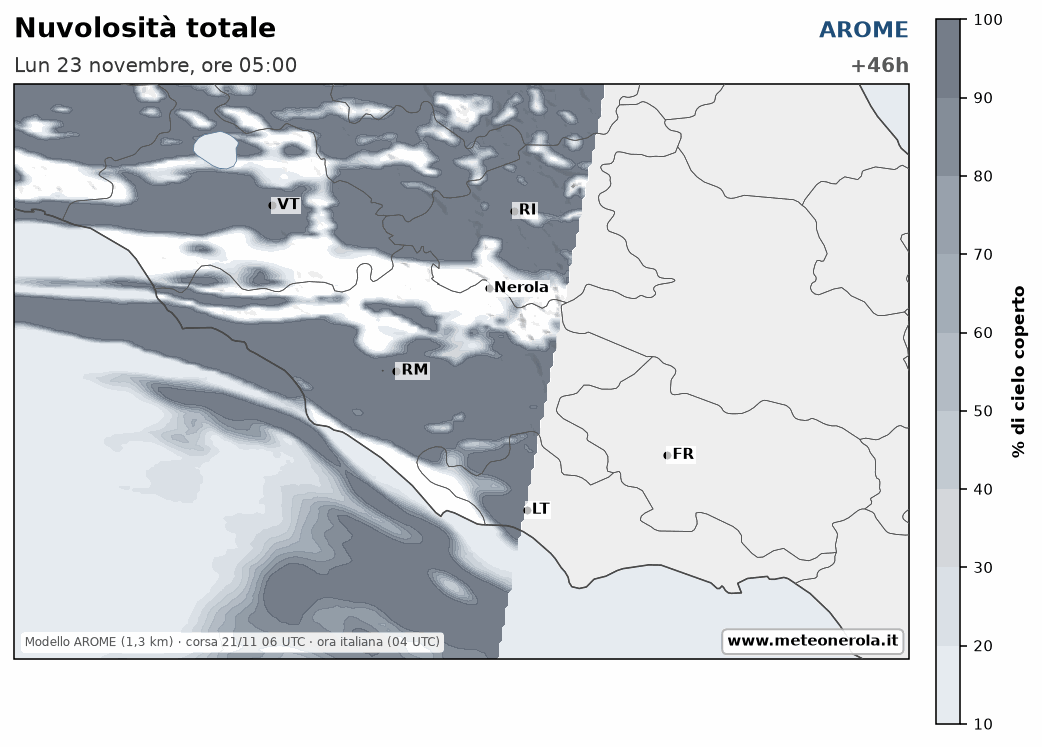 Nuvolosità totale
AROME
Lun 23 novembre, ore 05:00
+46h
100
90
80
70
60
50
40
30
20
10
% di cielo coperto
VT
RI
Nerola
RM
FR
LT
Modello AROME (1,3 km) · corsa 21/11 06 UTC · ora italiana (04 UTC)
www.meteonerola.it